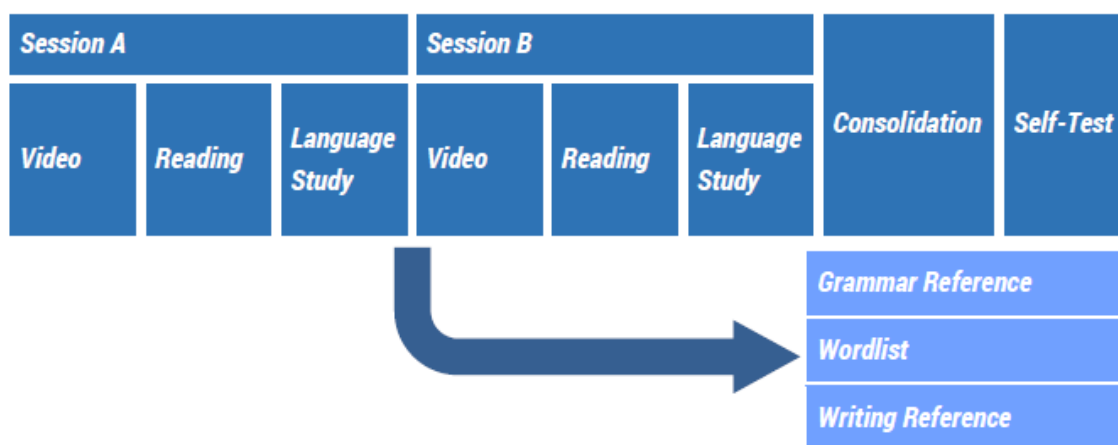 Session A
Session B
Consolidation
Self-Test
Video
Reading
Language
Study
Video
Reading
Language
Study
Grammar Reference
Wordlist
Writing Reference